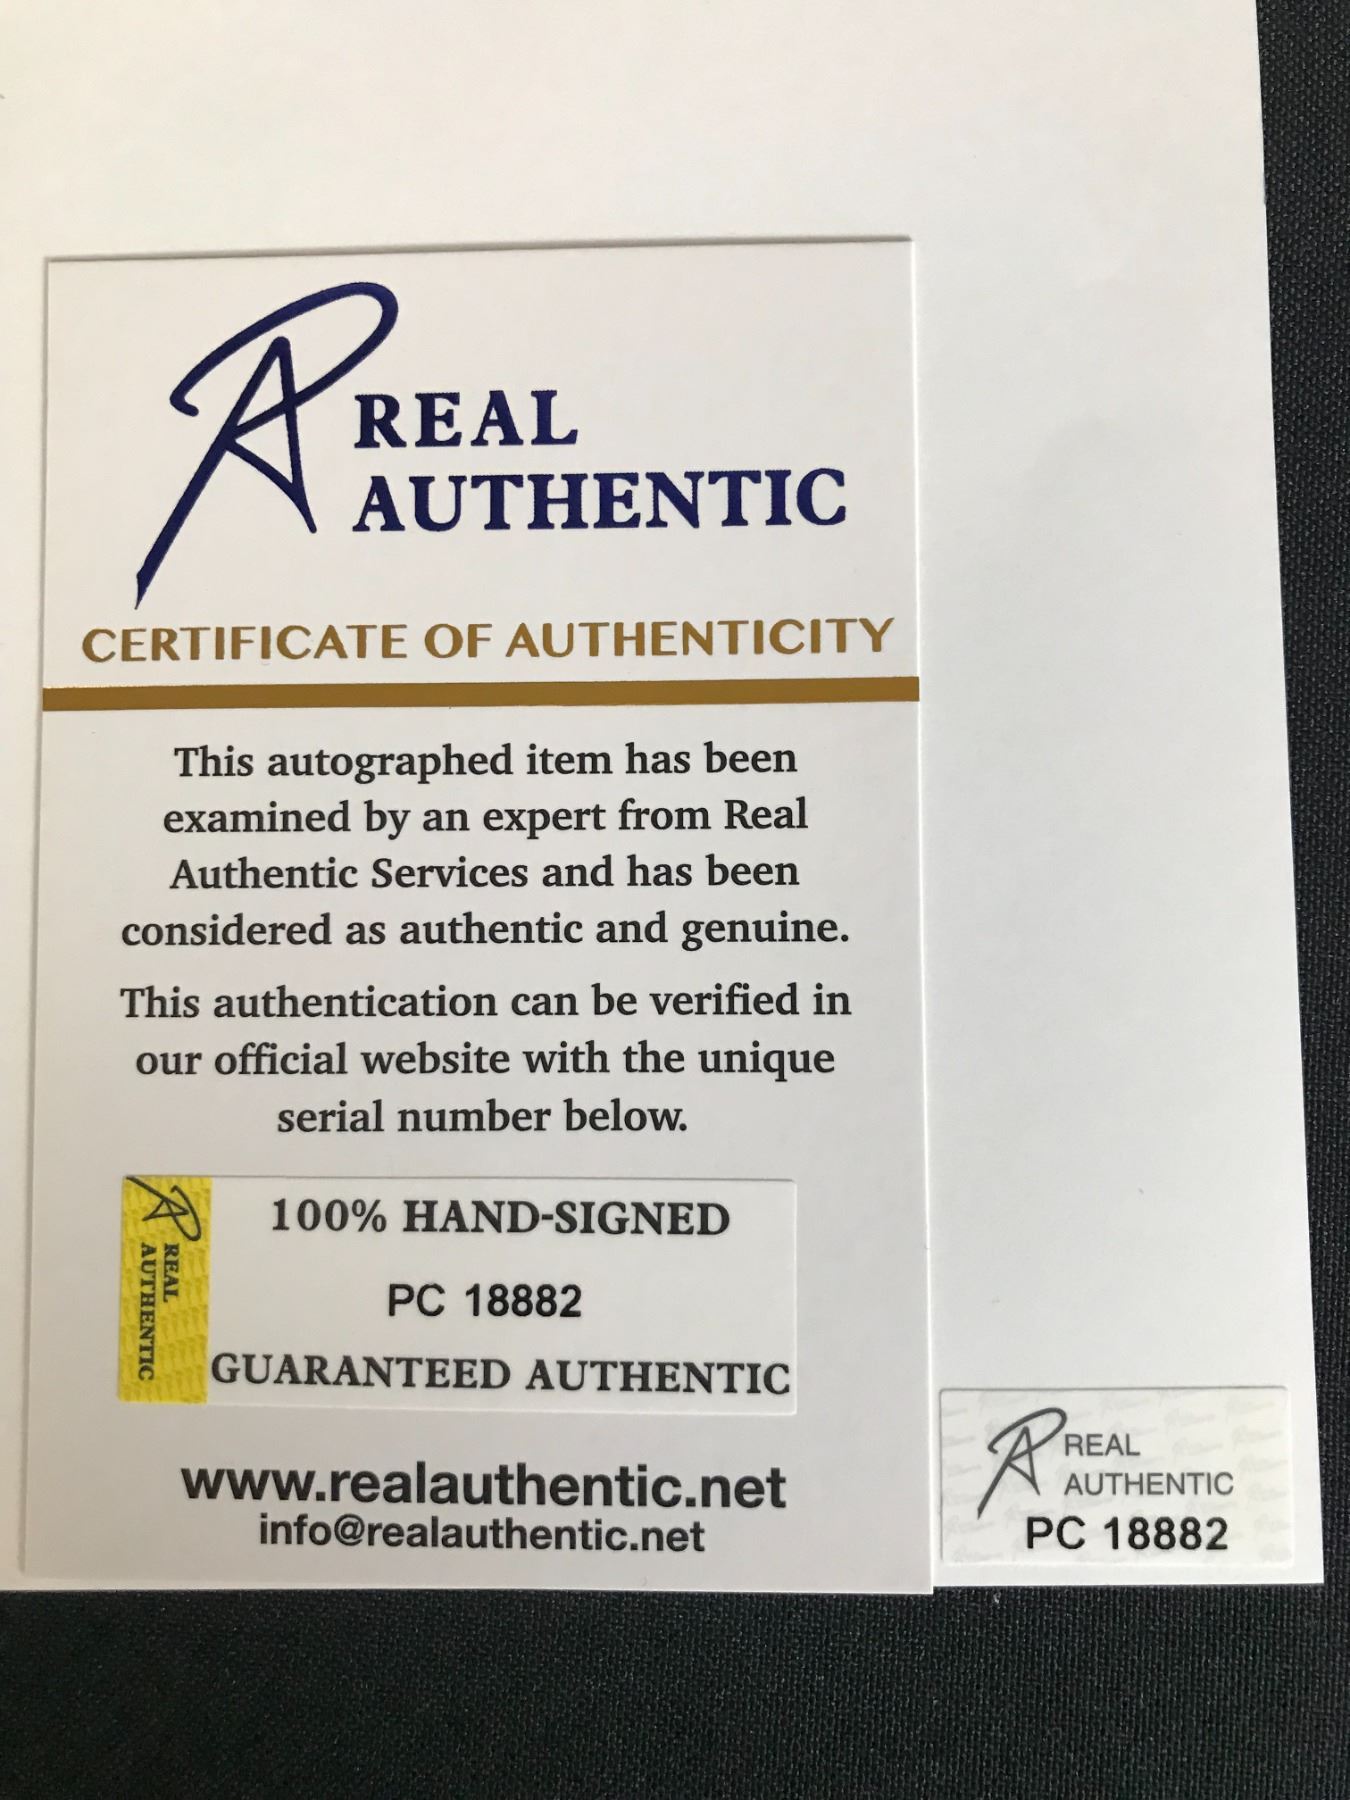 REAL
AUTHENTIC
CERTIFICATE OF AUTHENTICITY
This autographed item has been
examined by an expert from Real
Authentic Services and has been
considered as authentic and genuine.
This authentication can be verified in
our official website with the unique
serial number below.
REAL
AUTHENTIC
100% HAND-SIGNED
PC 18882
GUARANTEED AUTHENTIC
www.realauthentic.net
info@realauthentic.net
REAL
AUTHENTIC
PC 18882